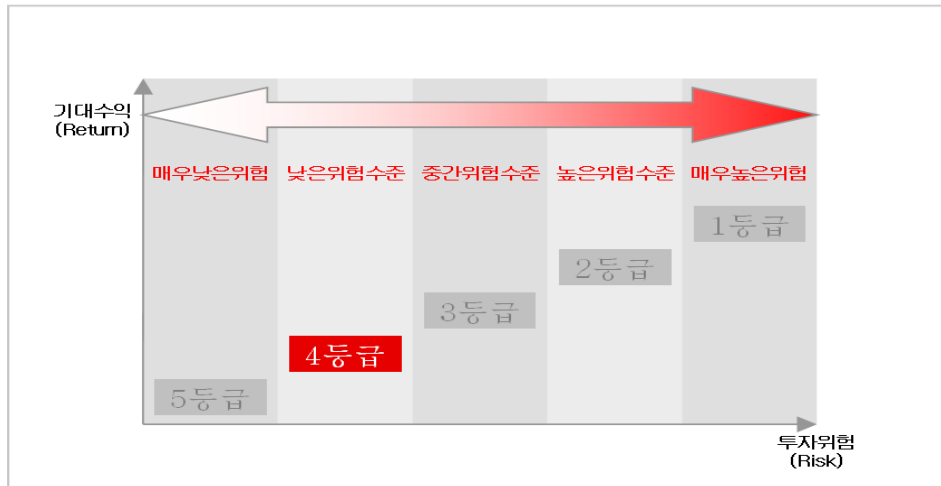 기대수익
(Return)
매우낮은위험
낮은위험수준
중간위험수준
높은위험수준
매우높은위험
1등급
2등급
3등급
4등급
5등급
투자위험
(Risk)